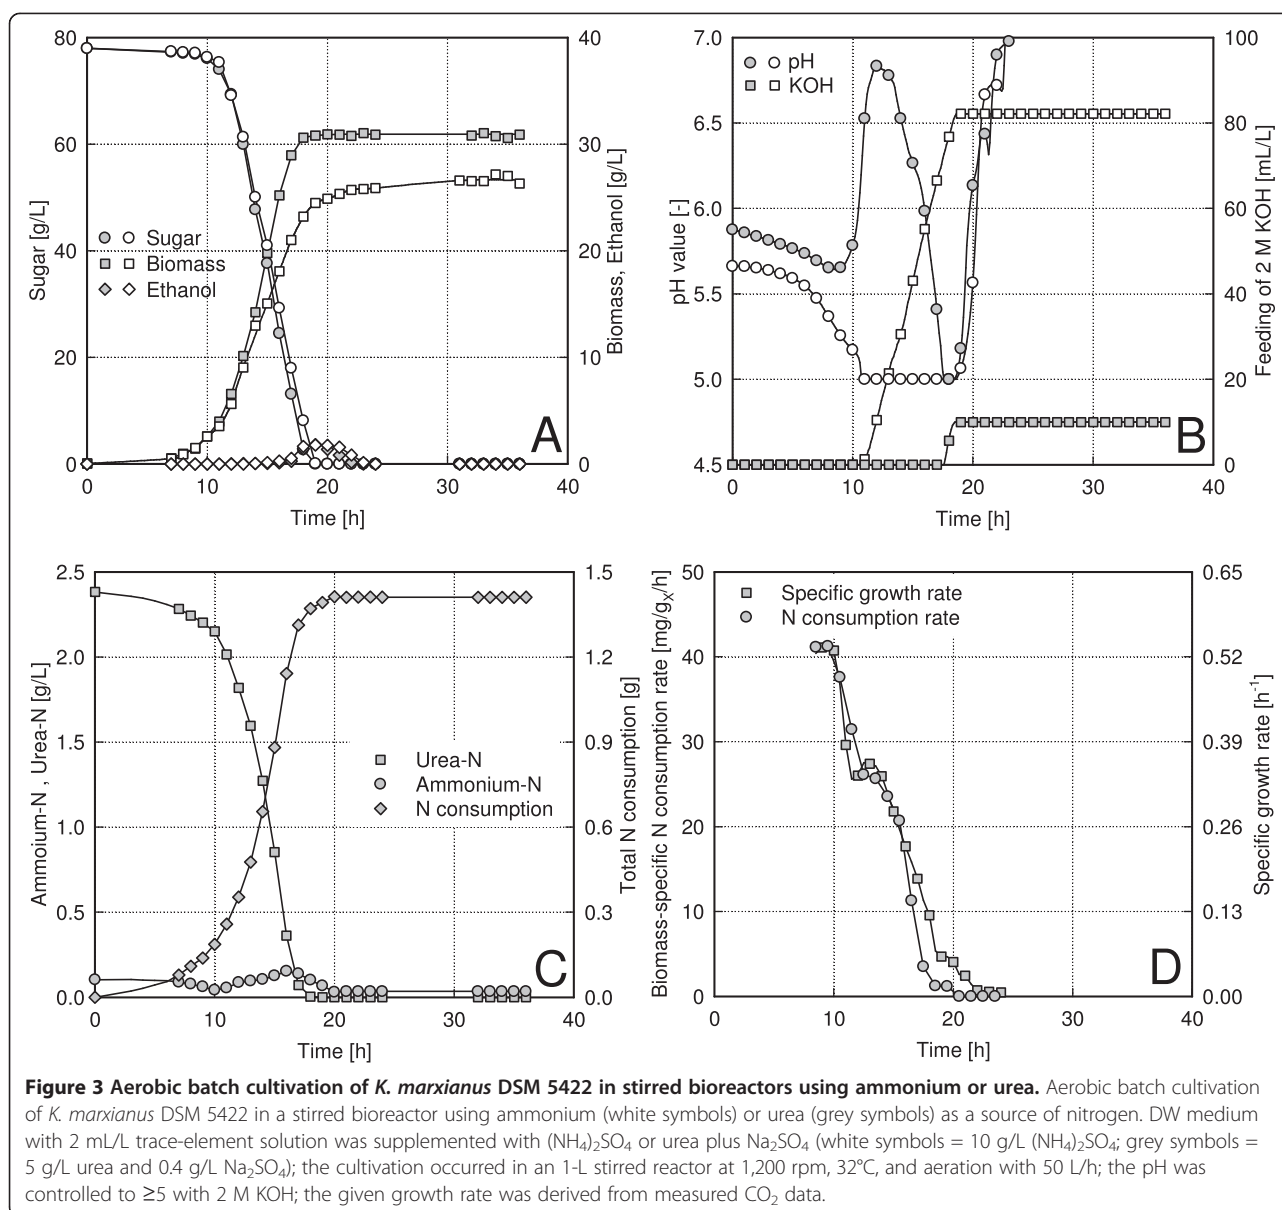 80
60
40
20
0
Sugar [g/L]
40
30
20
10
0
Biomass, Ethanol [g/L]
Sugar
Biomass
Ethanol
A
0
10
20
30
40
Time [h]
7.0
6.5
6.0
5.5
5.0
4.5
pH value [-]
100
80
60
40
20
0
Feeding of 2 M KOH [mL/L]
pH
KOH
B
0
10
20
30
40
Time [h]
2.5
2.0
1.5
1.0
0.5
0.0
Ammoium-N , Urea-N [g/L]
1.5
1.2
0.9
0.6
0.3
0.0
Total N consumption [g]
Urea-N
Ammonium-N
N consumption
C
0
10
20
30
40
Time [h]
50
40
30
20
10
0
Biomass-specific N consumption rate [mg/gX/h]
0.65
0.52
0.39
0.26
0.13
0.00
Specific growth rate [h-1]
Specific growth rate
N consumption rate
D
0
10
20
30
40
Time [h]
Figure 3 Aerobic batch cultivation of K. marxianus DSM 5422 in stirred bioreactors using ammonium or urea. Aerobic batch cultivation
of K. marxianus DSM 5422 in a stirred bioreactor using ammonium (white symbols) or urea (grey symbols) as a source of nitrogen. DW medium
with 2 mL/L trace-element solution was supplemented with (NH4)2SO4 or urea plus Na2SO4 (white symbols = 10 g/L (NH4)2SO4; grey symbols =
5 g/L urea and 0.4 g/L Na2SO4); the cultivation occurred in an 1-L stirred reactor at 1,200 rpm, 32°C, and aeration with 50 L/h; the pH was
controlled to ≥5 with 2 M KOH; the given growth rate was derived from measured CO2 data.